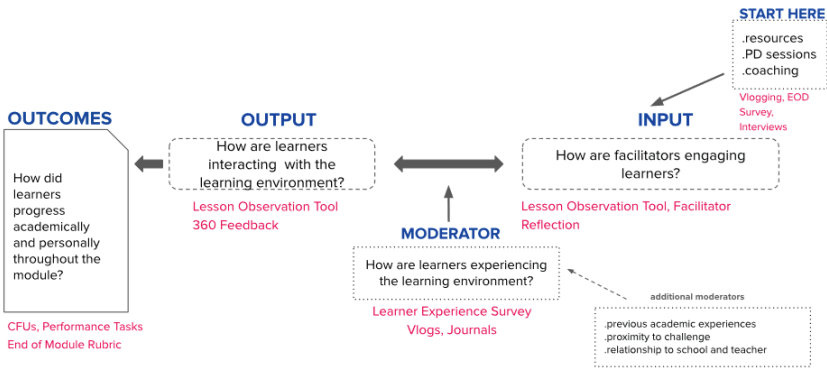 START HERE
.resources
.PD sessions
.coaching
Vlogging, EOD
Survey,
Interviews
INPUT
How are facilitators engaging
learners?
Lesson Observation Tool, Facilitator
Reflection
OUTPUT
How are learners
interacting with the
learning environment?
Lesson Observation Tool
360 Feedback
MODERATOR
How are learners experiencing
the learning environment?
Learner Experience Survey
Vlogs, Journals
additional moderators
.previous academic experiences
.proximity to challenge
.relationship to school and teacher
OUTCOMES
How did
learners
progress
academically
and personally
throughout the
module?
CFUs, Performance Tasks
End of Module Rubric